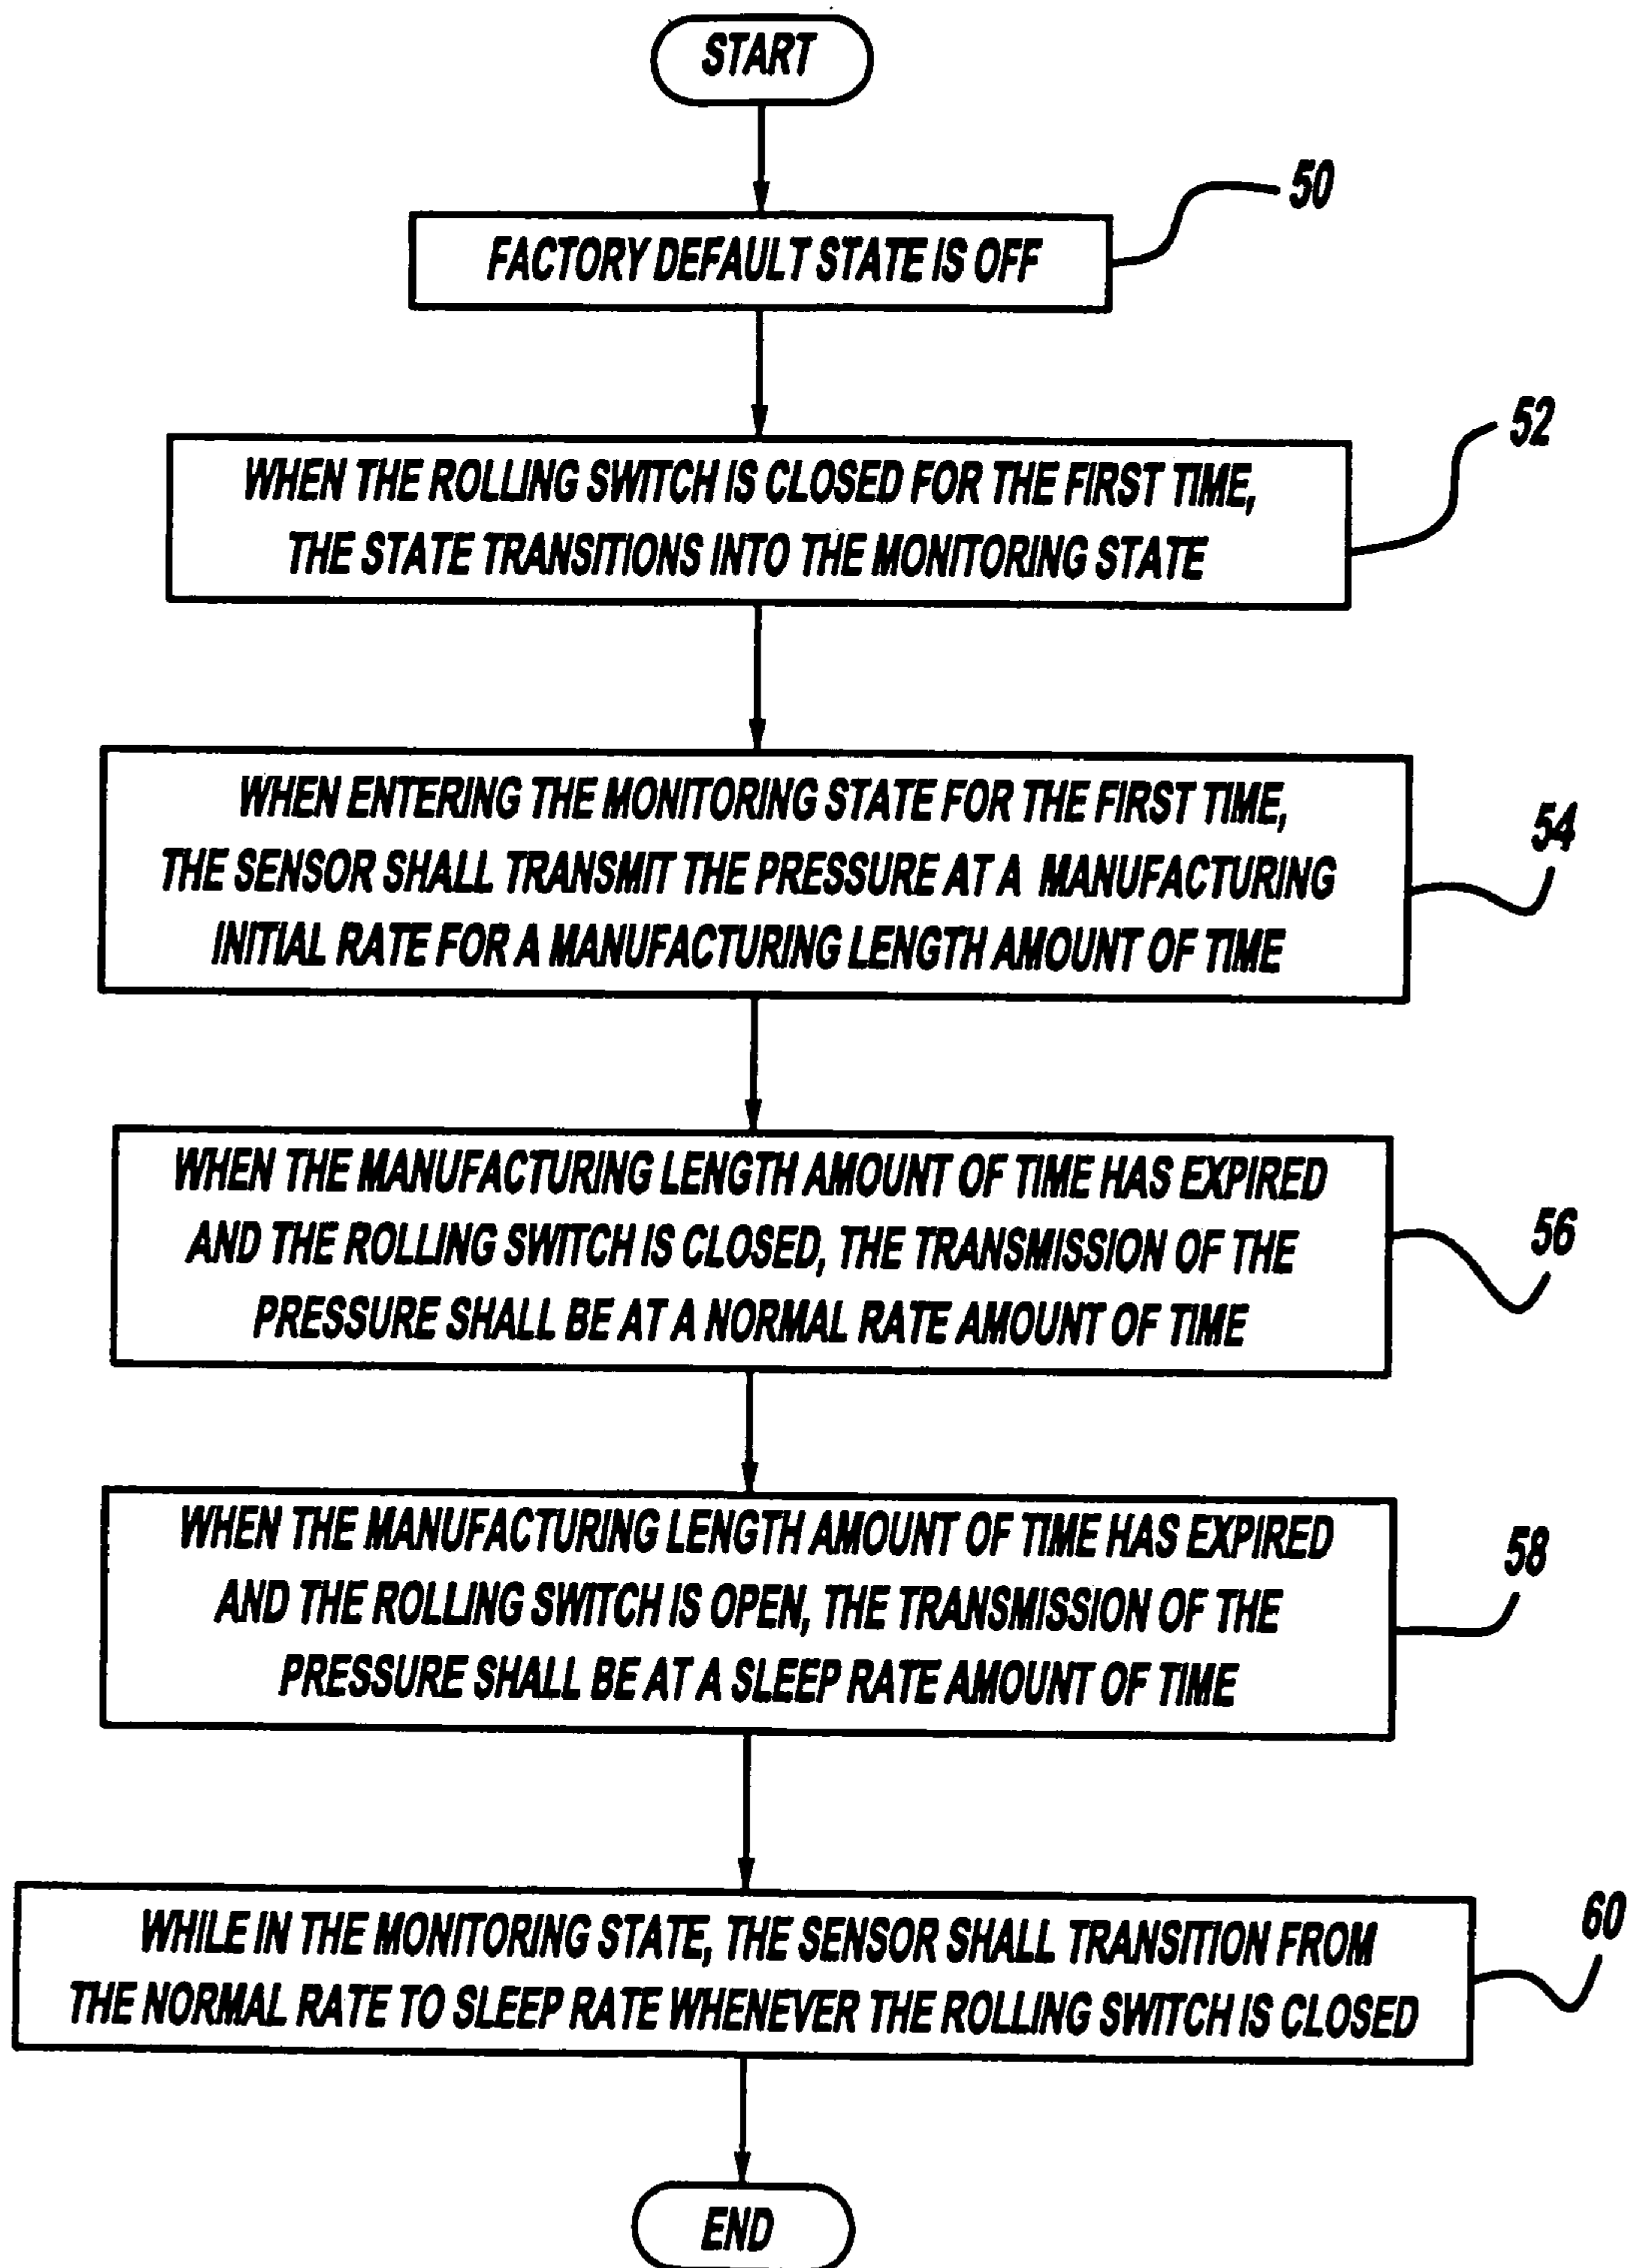 START
50
FACTORY DEFAULT STATE IS OFF
52
WHEN THE ROLLING SWITCH IS CLOSED FOR THE FIRST TIME,
THE STATE TRANSITIONS INTO THE MONITORING STATE
54
WHEN ENTERING THE MONITORING STATE FOR THE FIRST TIME,
THE SENSOR SHALL TRANSMIT THE PRESSURE AT A MANUFACTURING
INITIAL RATE FOR A MANUFACTURING LENGTH AMOUNT OF TIME
56
WHEN THE MANUFACTURING LENGTH AMOUNT OF TIME HAS EXPIRED
AND THE ROLLING SWITCH IS CLOSED, THE TRANSMISSION OF THE
PRESSURE SHALL BE AT A NORMAL RATE AMOUNT OF TIME
58
WHEN THE MANUFACTURING LENGTH AMOUNT OF TIME HAS EXPIRED
AND THE ROLLING SWITCH IS OPEN, THE TRANSMISSION OF THE
PRESSURE SHALL BE AT A SLEEP RATE AMOUNT OF TIME
60
WHILE IN THE MONITORING STATE, THE SENSOR SHALL TRANSITION FROM
THE NORMAL RATE TO SLEEP RATE WHENEVER THE ROLLING SWITCH IS CLOSED
END